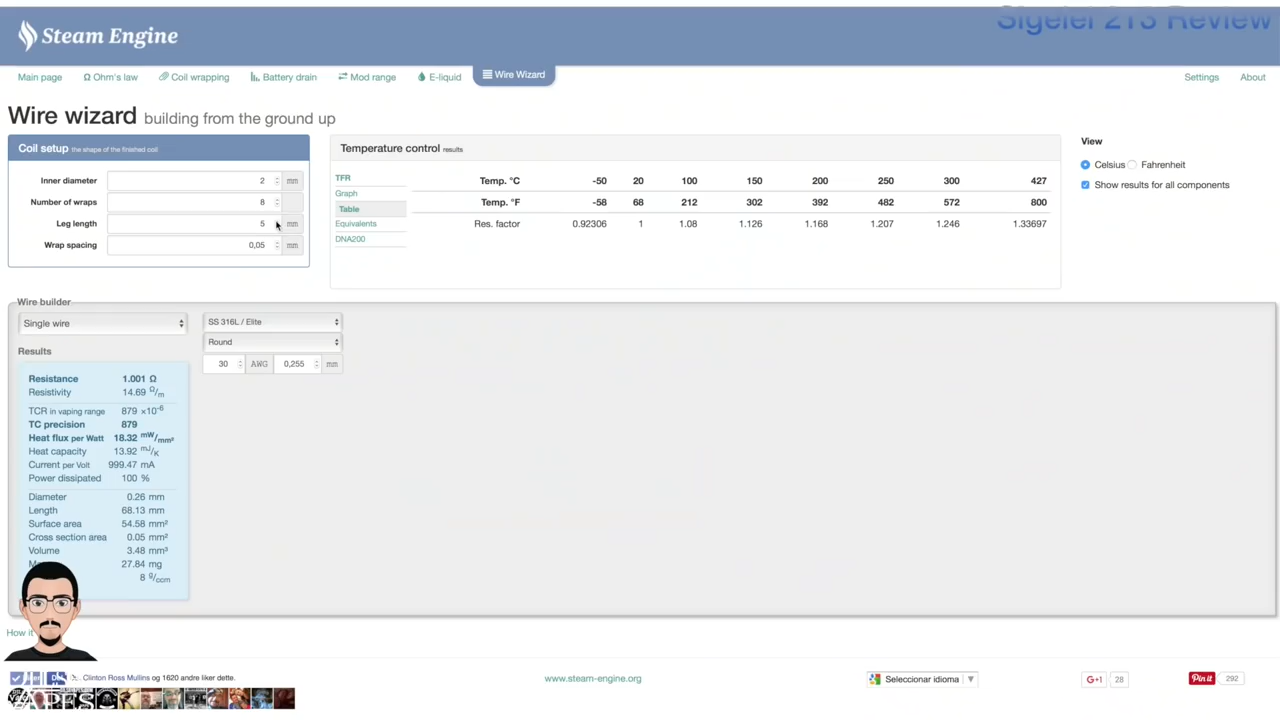 Sigelei 213 Review
Steam Engine
Main page Ω Ohm's law Coil wrapping Battery drain Mod range E-liquid Wire Wizard Settings About
Wire wizard building from the ground up
Coil setup the shape of the finished coil
Inner diameter 2 mm
Number of wraps 8
Leg length 5 mm
Wrap spacing 0,05 mm
Temperature control results
TFR
Graph
Table
Equivalents
DNA200
Temp. °C -50 20 100 150 200 250 300 427
Temp. °F -58 68 212 302 392 482 572 800
Res. factor 0.92306 1 1.08 1.126 1.168 1.207 1.246 1.33697
View
Celsius Fahrenheit
Show results for all components
Wire builder
Single wire
SS 316L / Elite
Round
30 AWG 0,255 mm
Results
Resistance 1.001 Ω
Resistivity 14.69 Ω/m
TCR in vaping range 879 ×10-6
TC precision 879
Heat flux per Watt 18.32 mW/mm²
Heat capacity 13.92 mJ/K
Current per Volt 999.47 mA
Power dissipated 100 %
Diameter 0.26 mm
Length 68.13 mm
Surface area 54.58 mm²
Cross section area 0.05 mm²
Volume 3.48 mm³
27.84 mg
8 g/ccm
How it
Clinton Ross Mullins og 1620 andre liker dette.
www.steam-engine.org
Seleccionar idioma ▼
G+1 28
Pin it 292